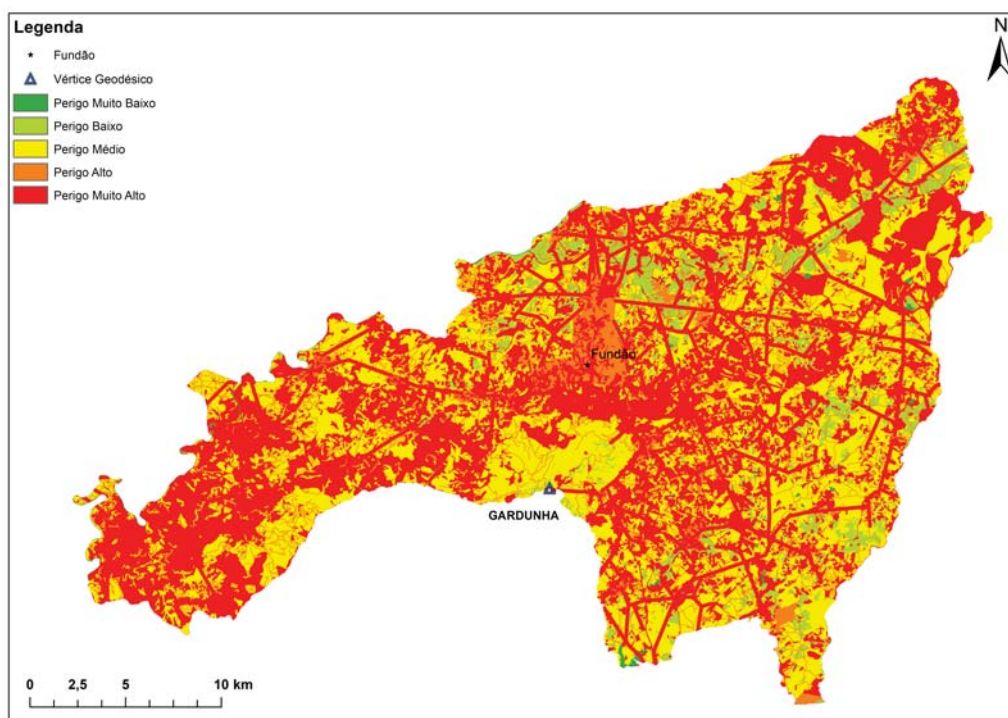 Legenda
Fundão
Vértice Geodésico
Perigo Muito Baixo
Perigo Baixo
Perigo Médio
Perigo Alto
Perigo Muito Alto
N
Fundão
GARDUNHA
0 2,5 5 10 km